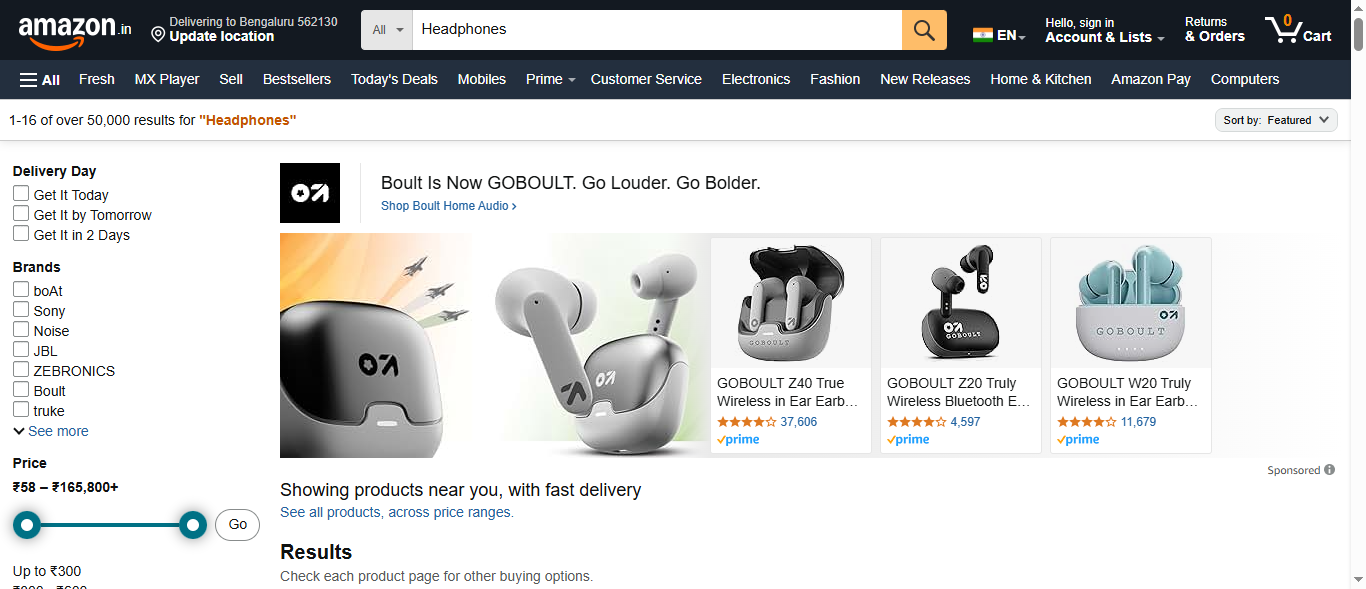 amazon.in
Delivering to Bengaluru 562130
Update location
All
Headphones
EN
Hello, sign in
Account & Lists
Returns
& Orders
0
Cart
All
Fresh
MX Player
Sell
Bestsellers
Today's Deals
Mobiles
Prime
Customer Service
Electronics
Fashion
New Releases
Home & Kitchen
Amazon Pay
Computers
1-16 of over 50,000 results for "Headphones"
Sort by: Featured
Delivery Day
Get It Today
Get It by Tomorrow
Get It in 2 Days
Brands
boAt
Sony
Noise
JBL
ZEBRONICS
Boult
truke
See more
Price
₹58 – ₹165,800+
Go
Up to ₹300
Boult Is Now GOBOULT. Go Louder. Go Bolder.
Shop Boult Home Audio ›
GOBOULT
GOBOULT Z40 True
Wireless in Ear Earb…
37,606
prime
GOBOULT
GOBOULT Z20 Truly
Wireless Bluetooth E…
4,597
prime
GOBOULT
GOBOULT W20 Truly
Wireless in Ear Earb…
11,679
prime
Sponsored
Showing products near you, with fast delivery
See all products, across price ranges.
Results
Check each product page for other buying options.